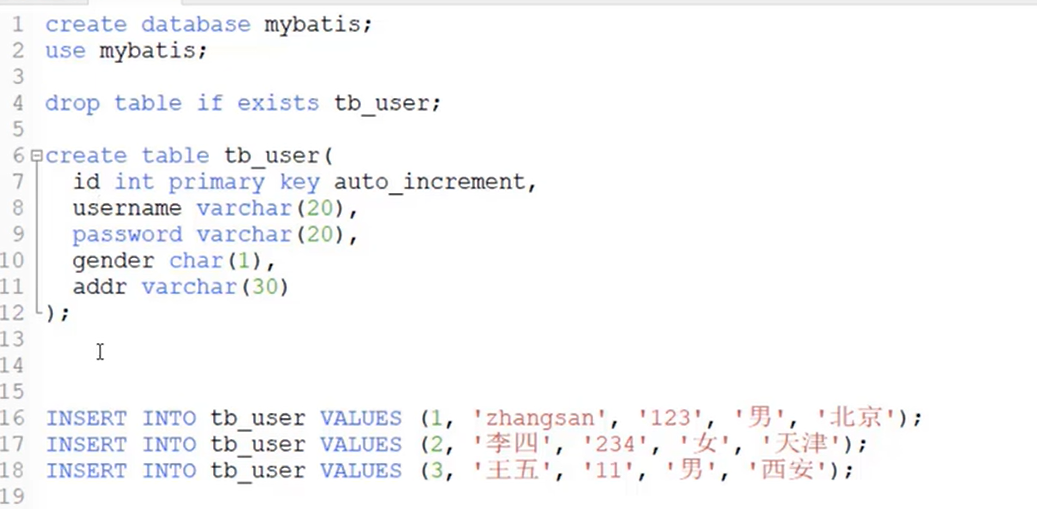 1 create database mybatis;
2 use mybatis;
3
4 drop table if exists tb_user;
5
6 create table tb_user(
7 id int primary key auto_increment,
8 username varchar(20),
9 password varchar(20),
10 gender char(1),
11 addr varchar(30)
12 );
13
14
15
16 INSERT INTO tb_user VALUES (1, 'zhangsan', '123', '男', '北京');
17 INSERT INTO tb_user VALUES (2, '李四', '234', '女', '天津');
18 INSERT INTO tb_user VALUES (3, '王五', '11', '男', '西安');
19